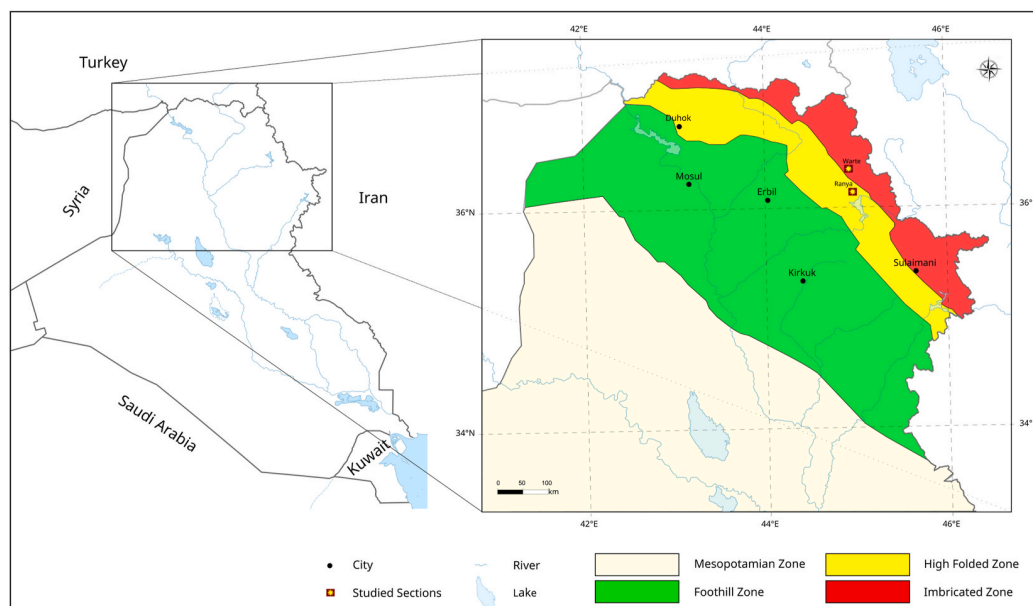 Turkey
Syria
Iran
Saudi Arabia
Kuwait
42°E
44°E
46°E
36°N
36°N
34°N
34°N
Duhok
Mosul
Erbil
Warte
Ranya
Kirkuk
Sulaimani
0 50 100
km
42°E
44°E
46°E
City
River
Mesopotamian Zone
High Folded Zone
Studied Sections
Lake
Foothill Zone
Imbricated Zone